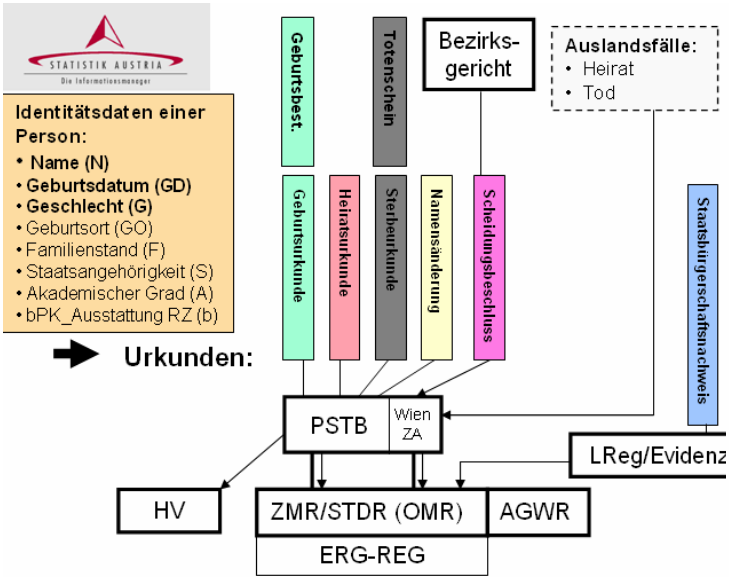 STATISTIK AUSTRIA
Die Informationsmanager
Identitätsdaten einer
Person:
• Name (N)
• Geburtsdatum (GD)
• Geschlecht (G)
• Geburtsort (GO)
• Familienstand (F)
• Staatsangehörigkeit (S)
• Akademischer Grad (A)
• bPK_Ausstattung RZ (b)
Urkunden:
Geburtsbest.
Totenschein
Bezirks-
gericht
Auslandsfälle:
• Heirat
• Tod
Geburtsurkunde
Heiratsurkunde
Sterbeurkunde
Namensänderung
Scheidungsbeschluss
Staatsbürgerschaftsnachweis
PSTB
Wien
ZA
LReg/Evidenz
HV
ZMR/STDR (OMR)
AGWR
ERG-REG